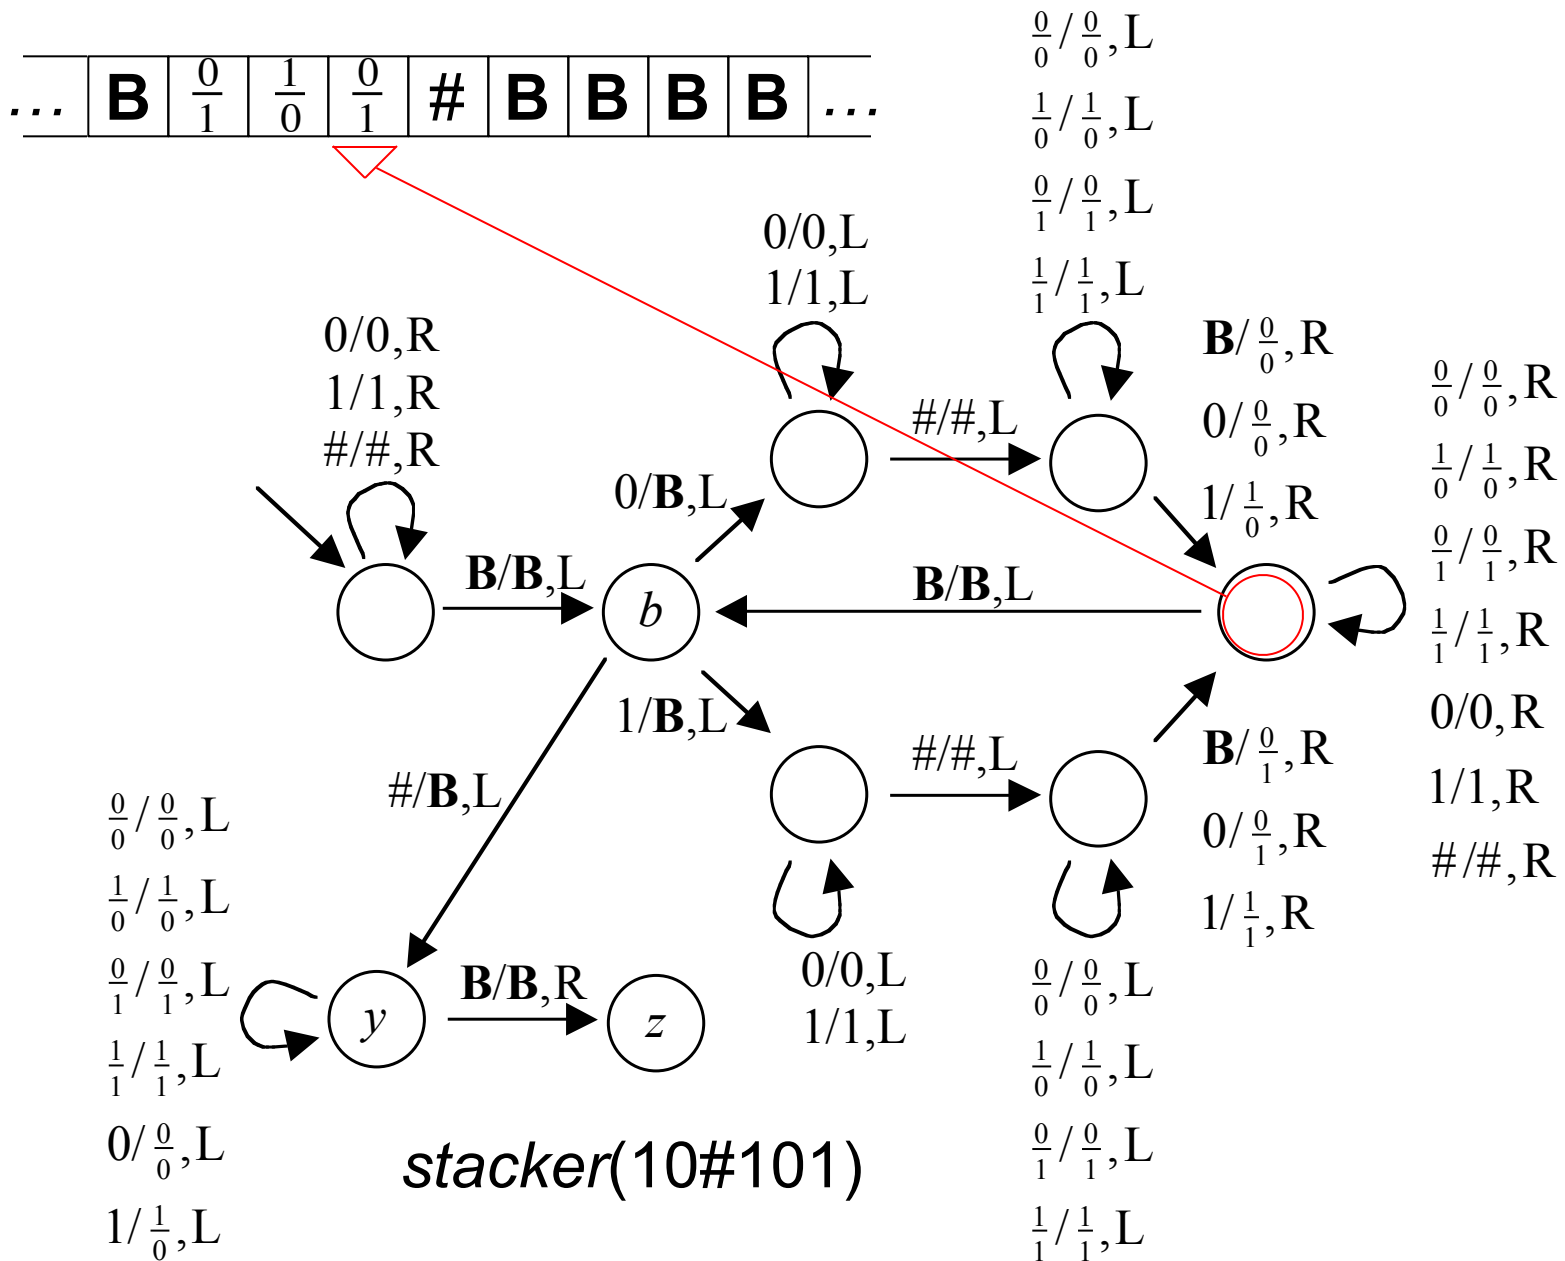 ... B 0/1 1/0 0/1 # B B B B ...
0/0 / 0/0, L
1/0 / 1/0, L
0/1 / 0/1, L
1/1 / 1/1, L
0/0,L
1/1,L
0/0,R
1/1,R
#/#,R
B/ 0/0, R
0/ 0/0, R
1/ 1/0, R
0/0 / 0/0, R
1/0 / 1/0, R
0/1 / 0/1, R
1/1 / 1/1, R
0/0, R
1/1, R
#/#, R
#/#,L
0/B,L
B/B,L
b
B/B,L
1/B,L
#/#,L
B/ 0/1, R
0/ 0/1, R
1/ 1/1, R
#/B,L
0/0 / 0/0, L
1/0 / 1/0, L
0/1 / 0/1, L
1/1 / 1/1, L
0/ 0/0, L
1/ 1/0, L
y
B/B,R
z
0/0,L
1/1,L
0/0 / 0/0, L
1/0 / 1/0, L
0/1 / 0/1, L
1/1 / 1/1, L
stacker(10#101)